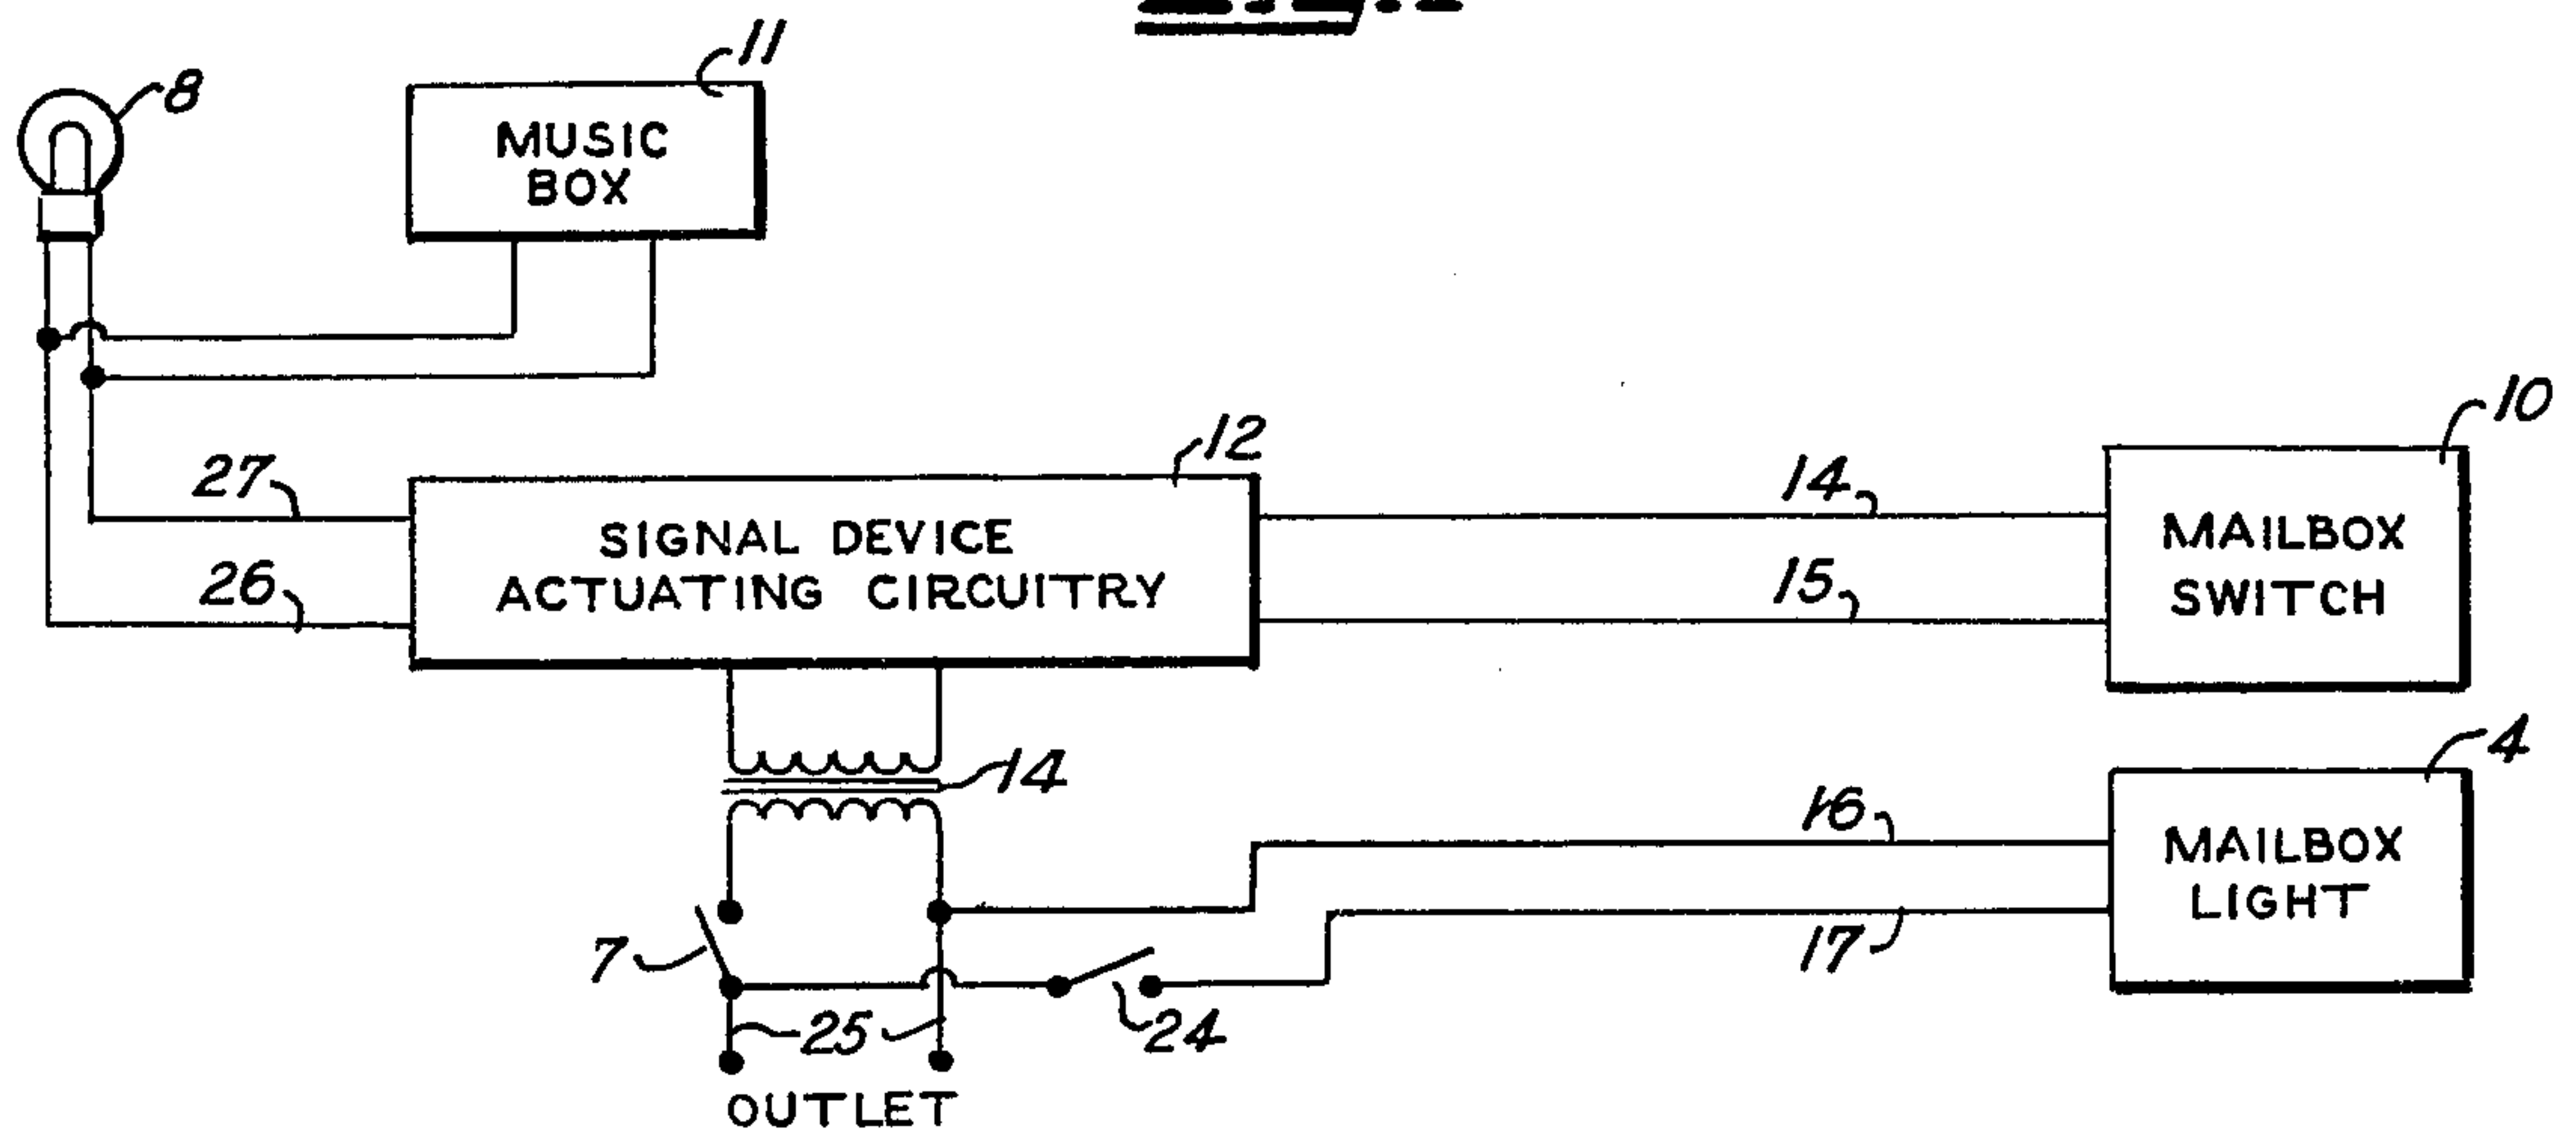 11
8
MUSIC
BOX
10
12
27
14
SIGNAL DEVICE
ACTUATING CIRCUITRY
MAILBOX
SWITCH
26
15
4
14
16
MAILBOX
LIGHT
7
17
25
24
OUTLET